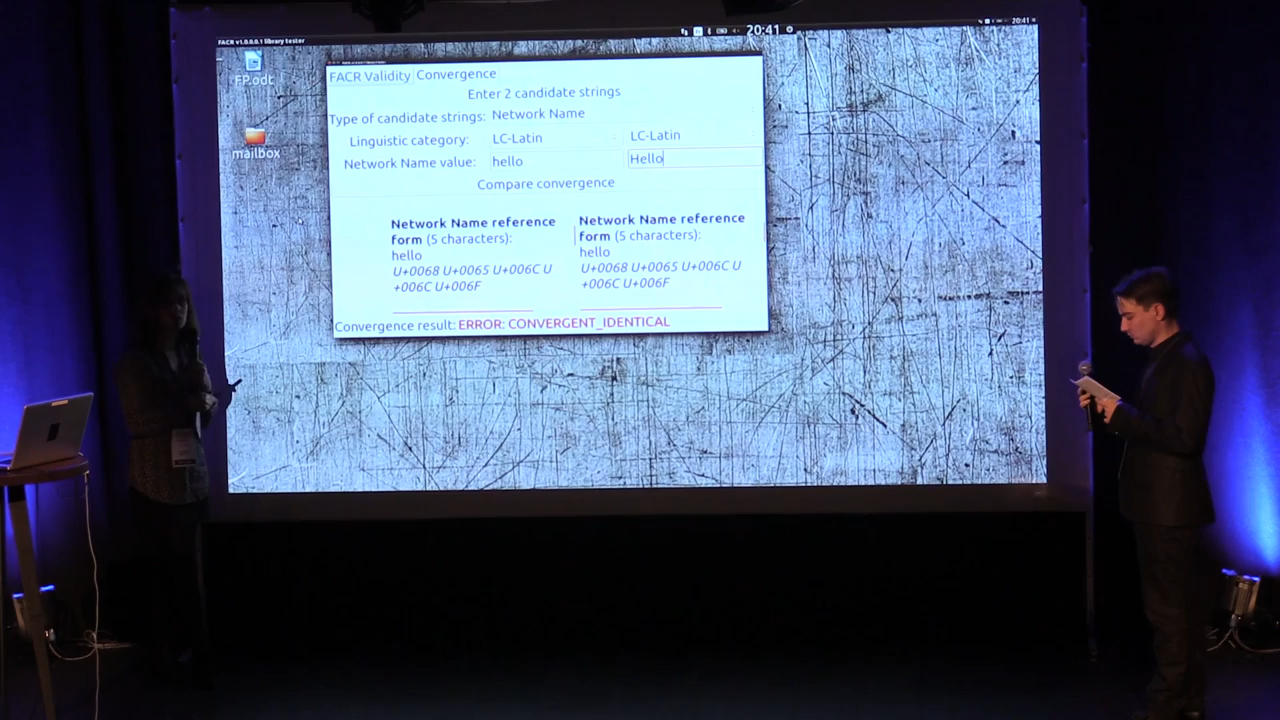 FACR v1.0.0.0.1 library tester
20:41
20:41
FP.odt
mailbox
FACR Validity Convergence
Enter 2 candidate strings
Type of candidate strings: Network Name
Linguistic category: LC-Latin LC-Latin
Network Name value: hello Hello
Compare convergence
Network Name reference
form (5 characters):
hello
U+0068 U+0065 U+006C U
+006C U+006F
Network Name reference
form (5 characters):
hello
U+0068 U+0065 U+006C U
+006C U+006F
Convergence result: ERROR: CONVERGENT_IDENTICAL